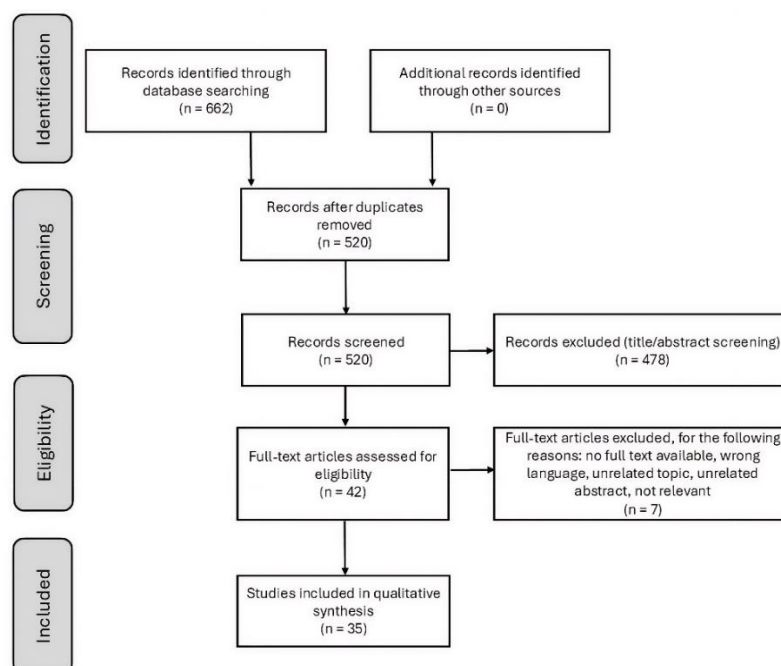 Identification
Records identified through
database searching
(n = 662)
Additional records identified
through other sources
(n = 0)
Screening
Records after duplicates
removed
(n = 520)
Records screened
(n = 520)
Records excluded (title/abstract screening)
(n = 478)
Eligibility
Full-text articles assessed for
eligibility
(n = 42)
Full-text articles excluded, for the following
reasons: no full text available, wrong
language, unrelated topic, unrelated
abstract, not relevant
(n = 7)
Included
Studies included in qualitative
synthesis
(n = 35)